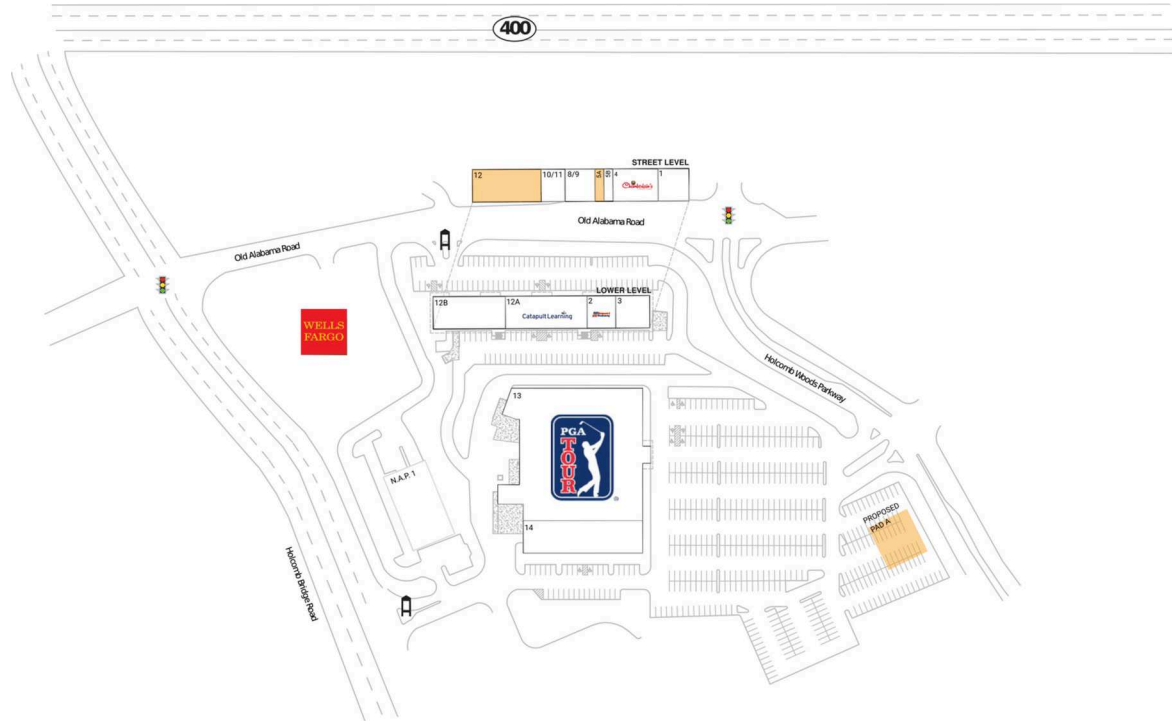 400
STREET LEVEL
12
10/11
8/9
5A
5B
4
1
Old Alabama Road
Old Alabama Road
LOWER LEVEL
12B
12A
2
3
Catapult Learning
WELLS
FARGO
Holcomb Woods Parkway
13
PGA
TOUR
®
N.A.P. 1
14
PROPOSED
PAD A
Holcomb Bridge Road